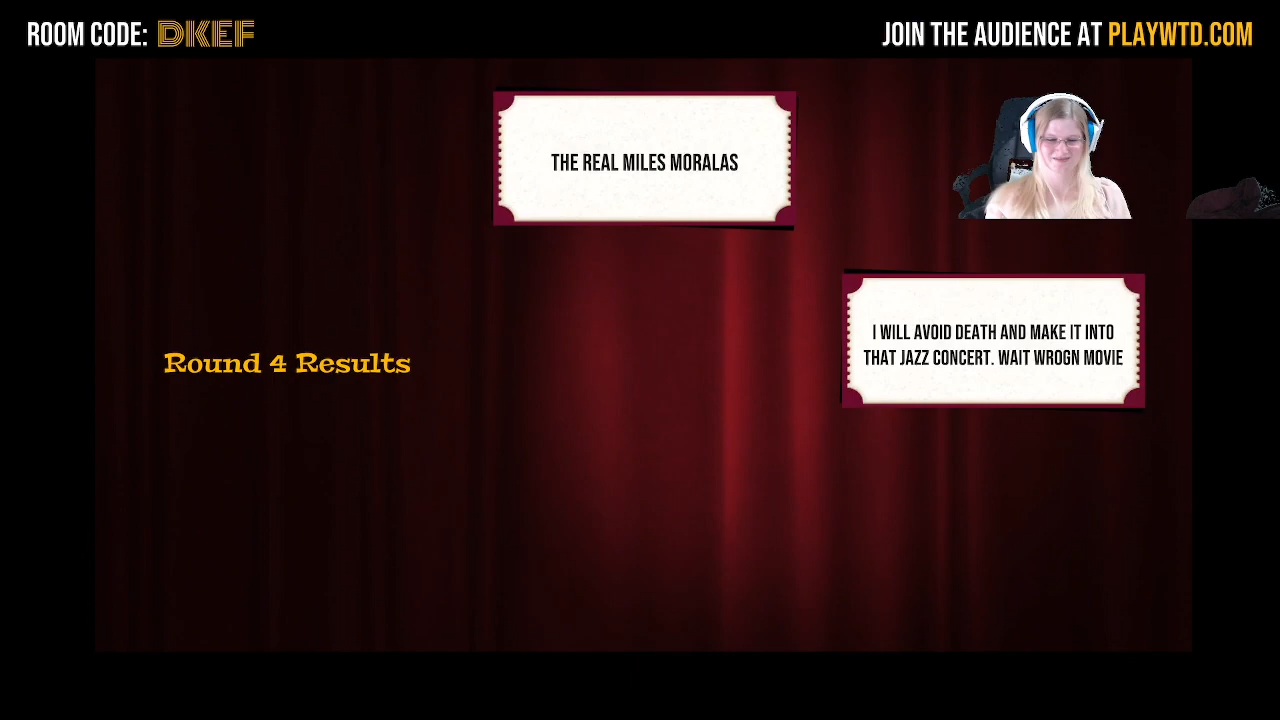 ROOM CODE: DKEF
JOIN THE AUDIENCE AT PLAYWTD.COM
THE REAL MILES MORALAS
I WILL AVOID DEATH AND MAKE IT INTO
THAT JAZZ CONCERT. WAIT WROGN MOVIE
Round 4 Results